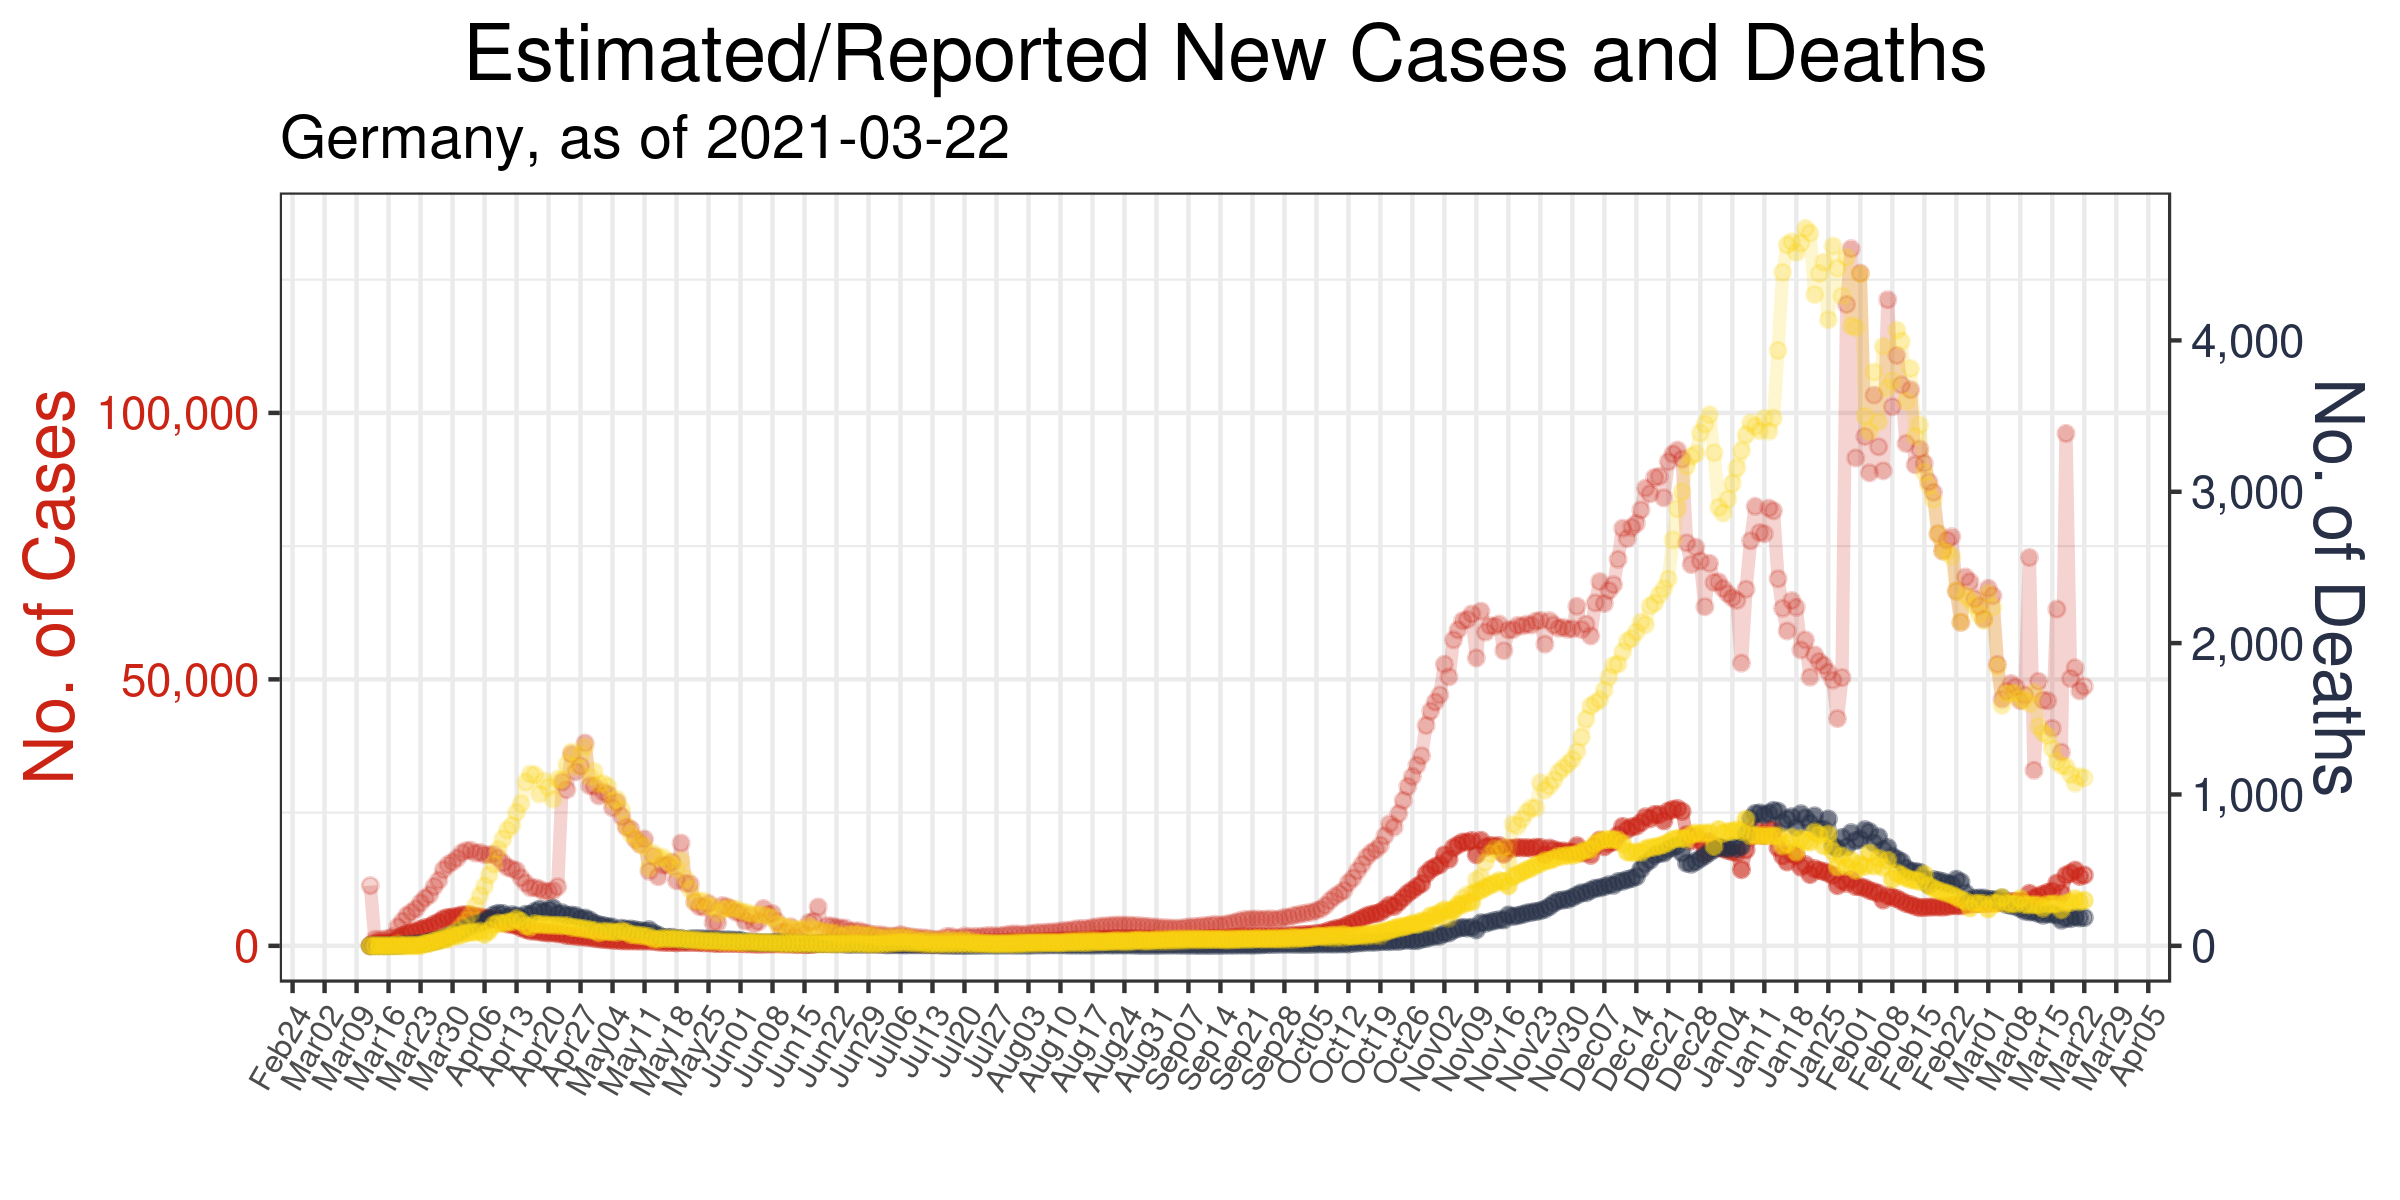 Estimated/Reported New Cases and Deaths
Germany, as of 2021-03-22
No. of Cases
100,000
50,000
0
4,000
3,000
2,000
1,000
0
No. of Deaths
Feb24 Mar02 Mar09 Mar16 Mar23 Mar30 Apr06 Apr13 Apr20 Apr27 May04 May11 May18 May25 Jun01 Jun08 Jun15 Jun22 Jun29 Jul06 Jul13 Jul20 Jul27 Aug03 Aug10 Aug17 Aug24 Aug31 Sep07 Sep14 Sep21 Sep28 Oct05 Oct12 Oct19 Oct26 Nov02 Nov09 Nov16 Nov23 Nov30 Dec07 Dec14 Dec21 Dec28 Jan04 Jan11 Jan18 Jan25 Feb01 Feb08 Feb15 Feb22 Mar01 Mar08 Mar15 Mar22 Mar29 Apr05